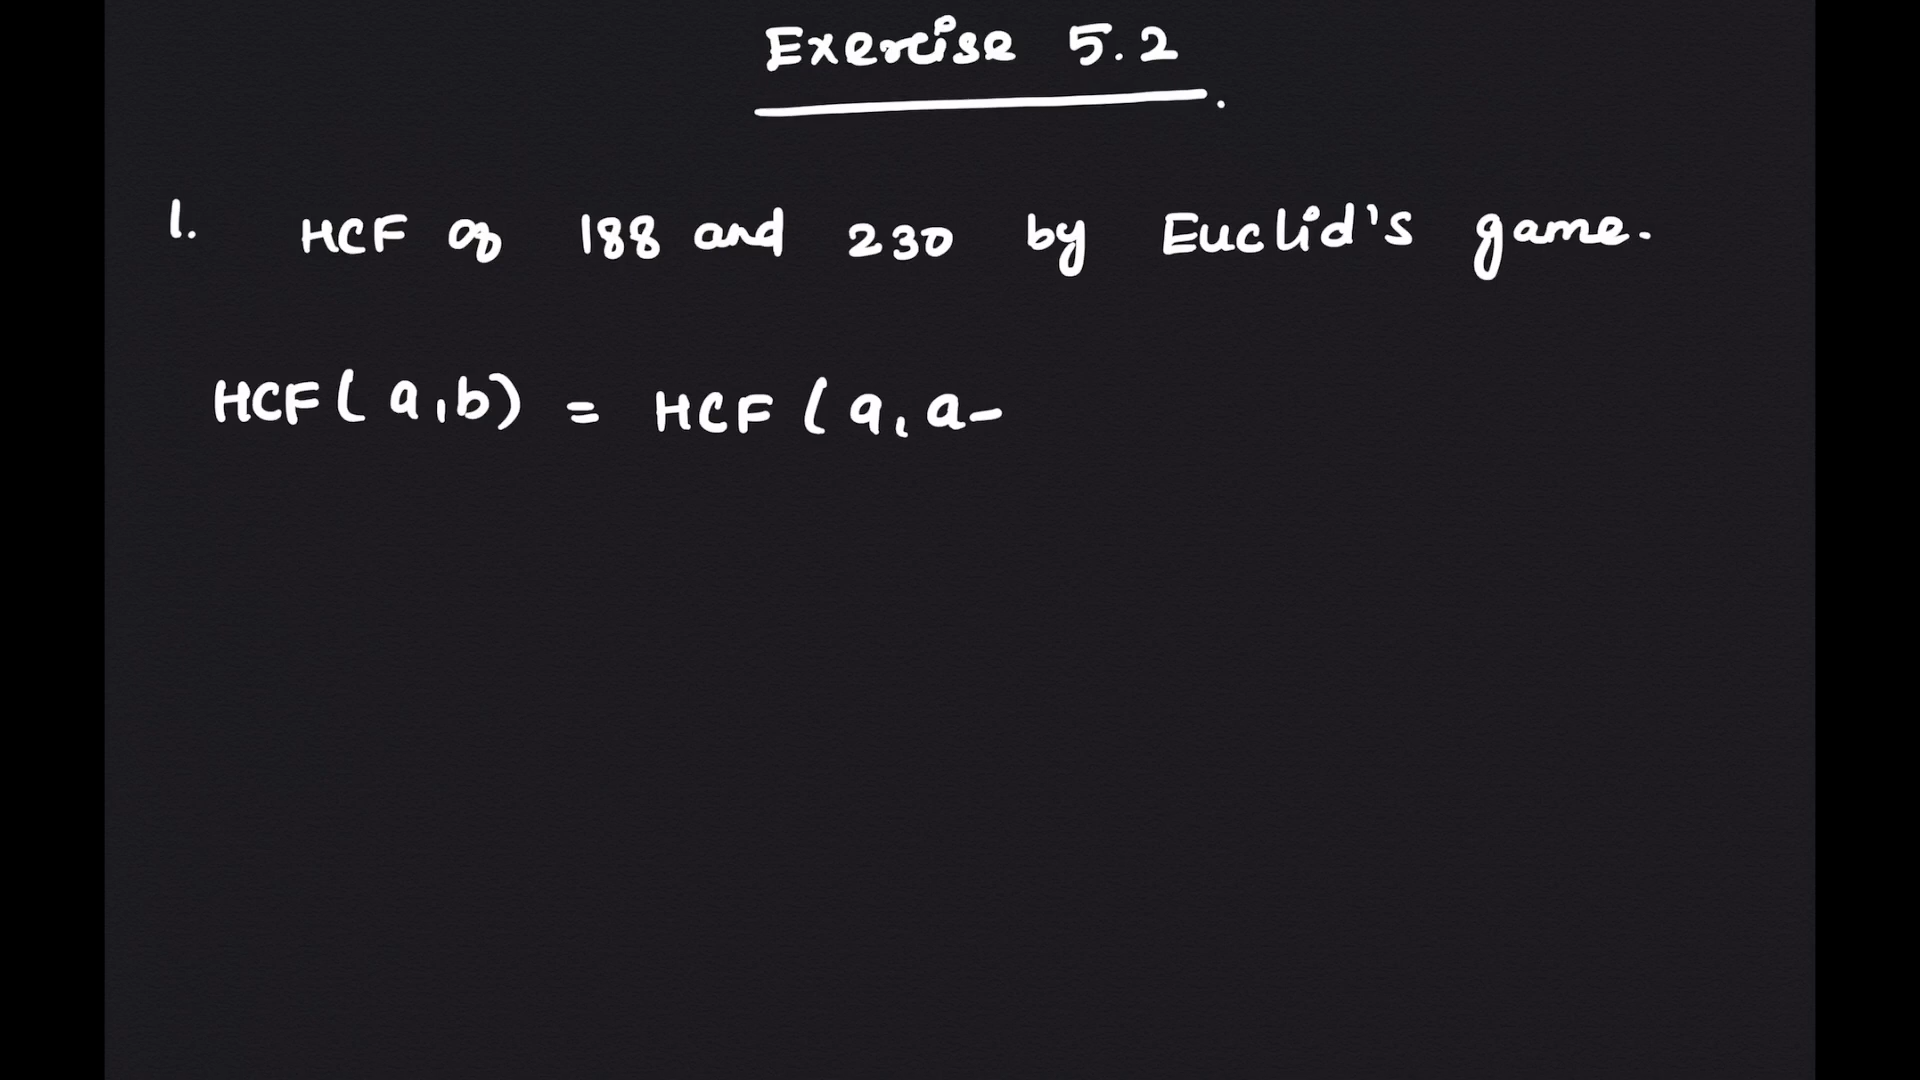 Exercise 5.2
1. HCF of 188 and 230 by Euclid's game.
HCF( a,b) = HCF ( a, a-